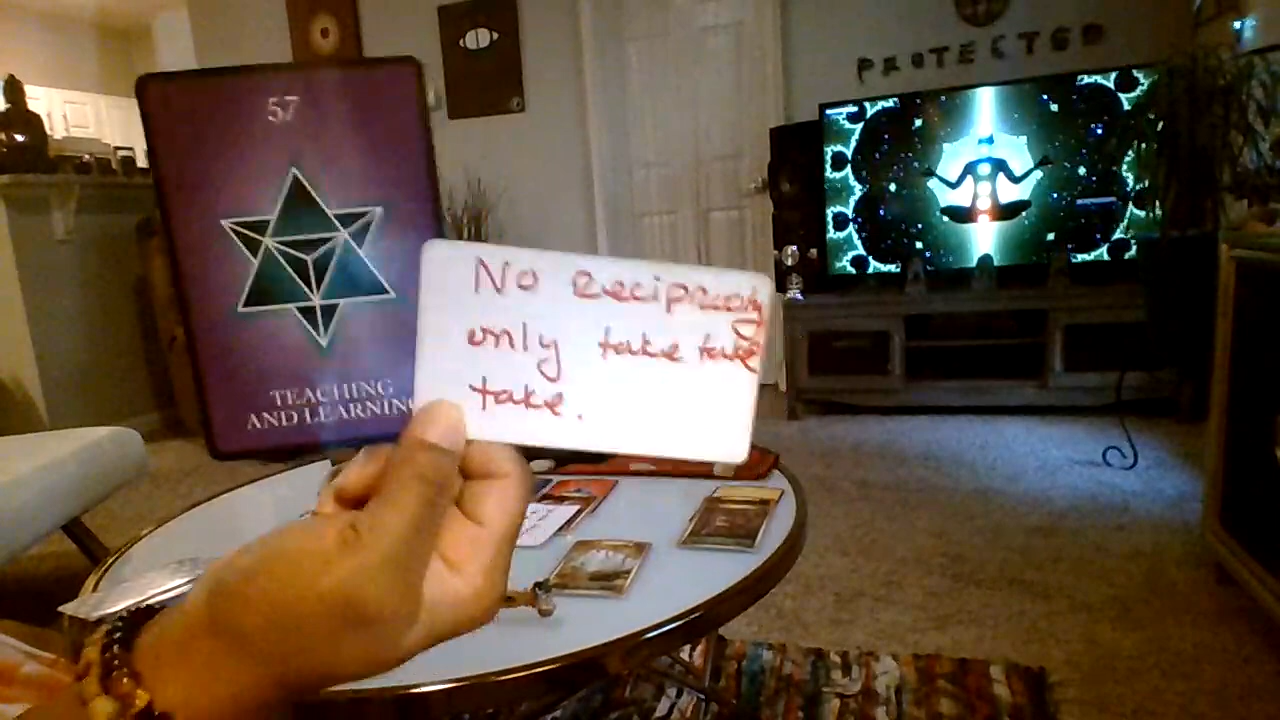 57
TEACHING
AND LEARNING
No Reciprocity
only take take
take.
PROTECTED